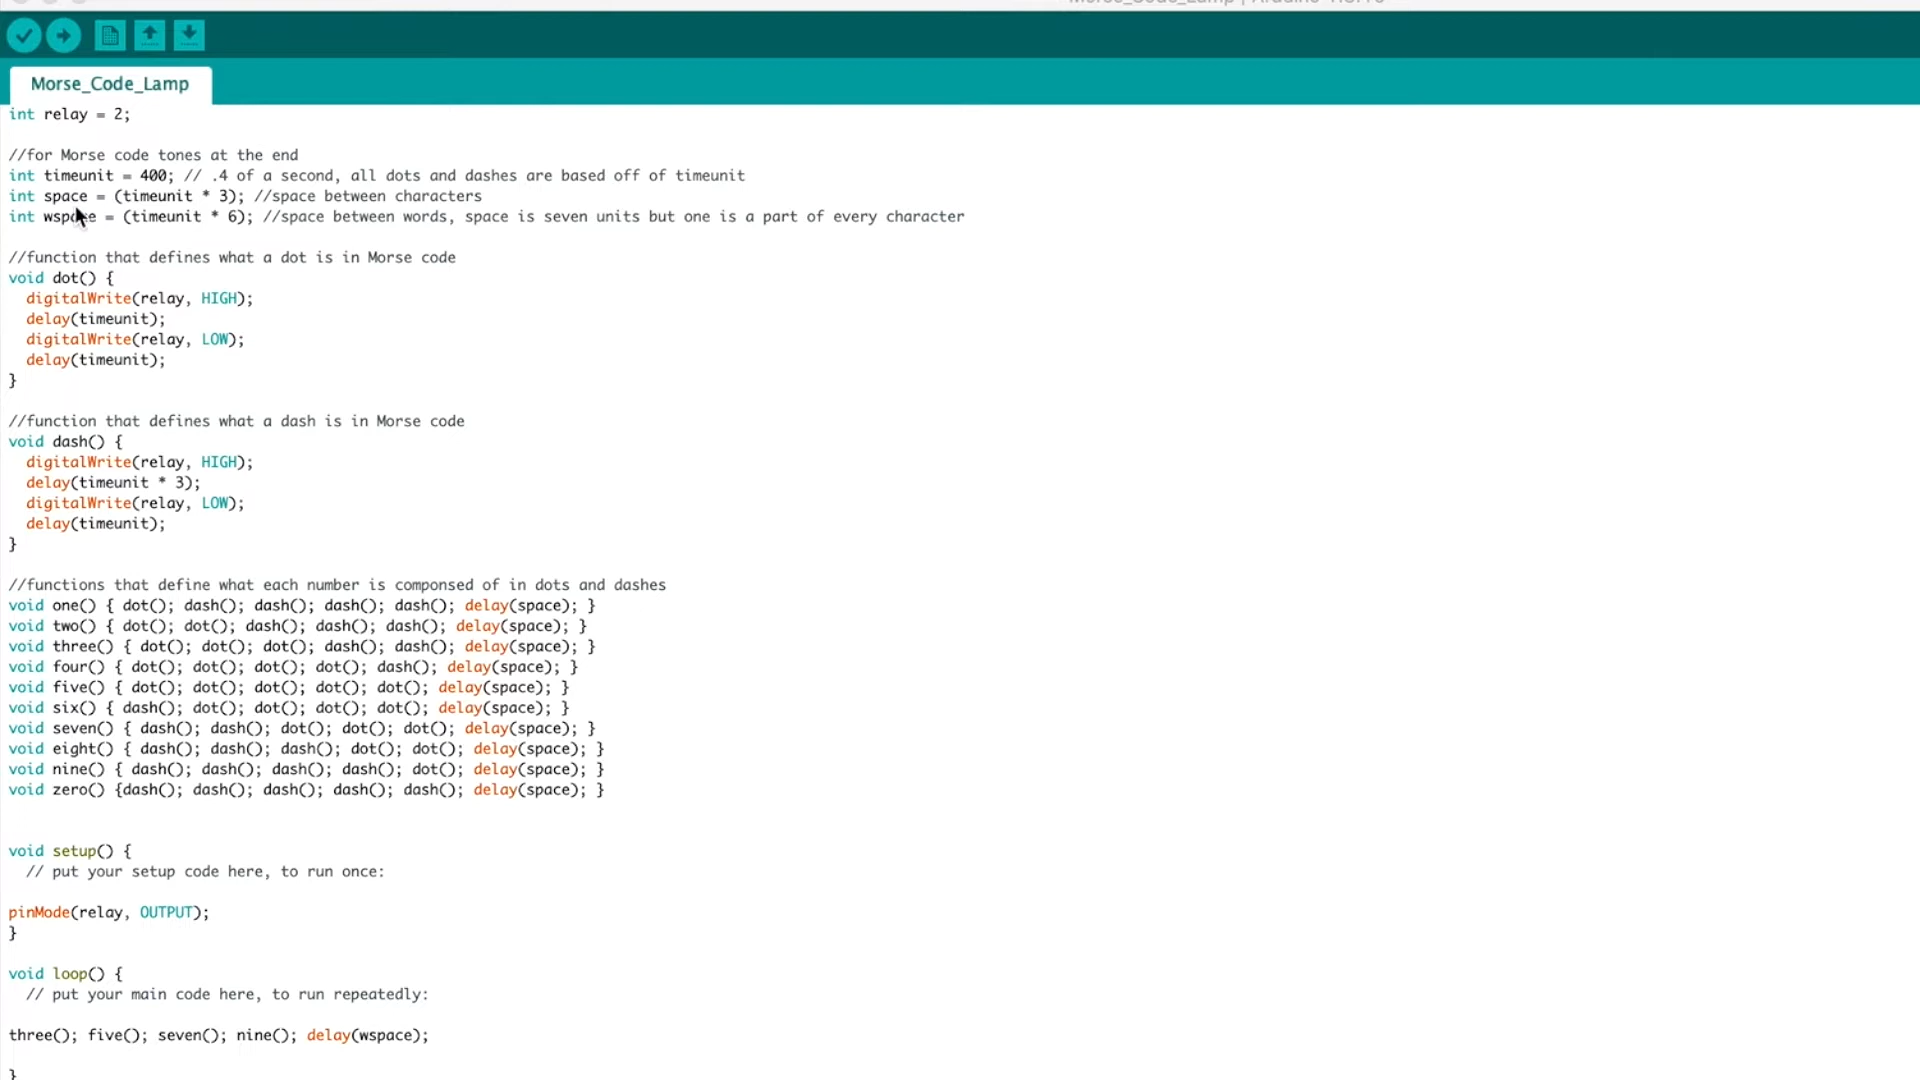 Morse_Code_Lamp
int relay = 2;
//for Morse code tones at the end
int timeunit = 400; // .4 of a second, all dots and dashes are based off of timeunit
int space = (timeunit * 3); //space between characters
int wspace = (timeunit * 6); //space between words, space is seven units but one is a part of every character
//function that defines what a dot is in Morse code
void dot() {
digitalWrite(relay, HIGH);
delay(timeunit);
digitalWrite(relay, LOW);
delay(timeunit);
}
//function that defines what a dash is in Morse code
void dash() {
digitalWrite(relay, HIGH);
delay(timeunit * 3);
digitalWrite(relay, LOW);
delay(timeunit);
}
//functions that define what each number is componsed of in dots and dashes
void one() { dot(); dash(); dash(); dash(); dash(); delay(space); }
void two() { dot(); dot(); dash(); dash(); dash(); delay(space); }
void three() { dot(); dot(); dot(); dash(); dash(); delay(space); }
void four() { dot(); dot(); dot(); dot(); dash(); delay(space); }
void five() { dot(); dot(); dot(); dot(); dot(); delay(space); }
void six() { dash(); dot(); dot(); dot(); dot(); delay(space); }
void seven() { dash(); dash(); dot(); dot(); dot(); delay(space); }
void eight() { dash(); dash(); dash(); dot(); dot(); delay(space); }
void nine() { dash(); dash(); dash(); dash(); dot(); delay(space); }
void zero() {dash(); dash(); dash(); dash(); dash(); delay(space); }
void setup() {
// put your setup code here, to run once:
pinMode(relay, OUTPUT);
}
void loop() {
// put your main code here, to run repeatedly:
three(); five(); seven(); nine(); delay(wspace);
}